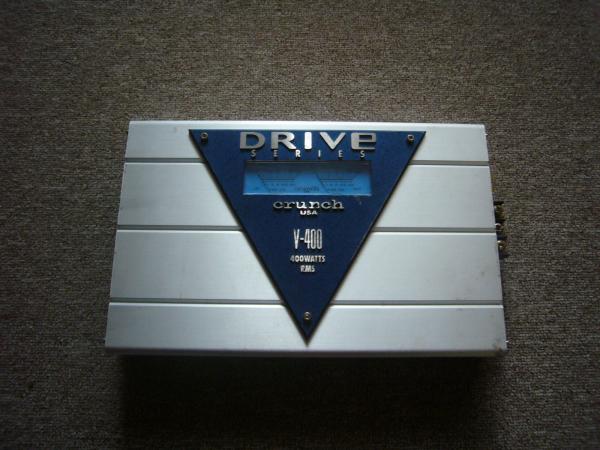 DRIVe
SERIES
crunch
USA
V-400
400WATTS
RMS